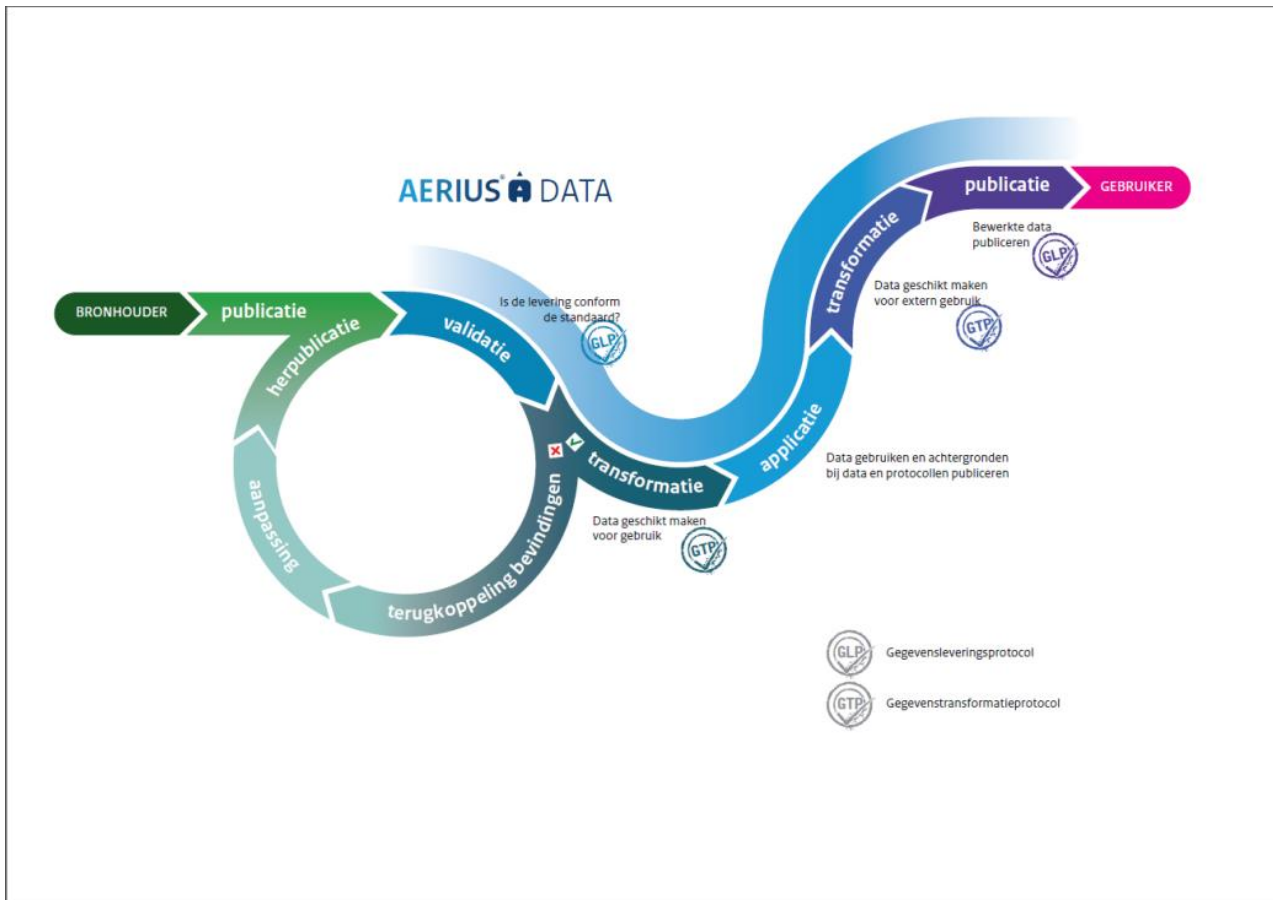 AERIUS® DATA
publicatie
GEBRUIKER
Bewerkte data
publiceren
GLP
transformatie
Data geschikt maken
voor extern gebruik
GTP
BRONHOUDER
publicatie
herpublicatie
validatie
Is de levering conform
de standaard?
GLP
applicatie
Data gebruiken en achtergronden
bij data en protocollen publiceren
transformatie
Data geschikt maken
voor gebruik
GTP
terugkoppeling bevindingen
aanpassing
GLP
Gegevensleveringsprotocol
GTP
Gegevenstransformatieprotocol